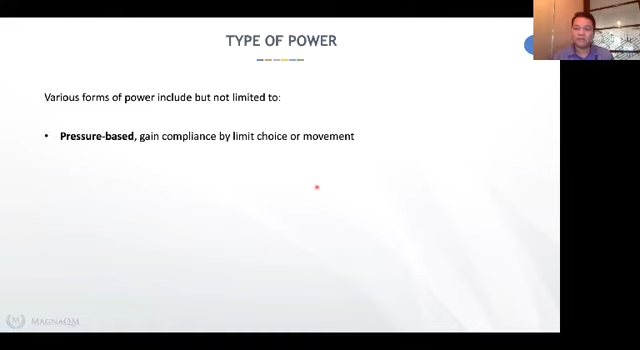 TYPE OF POWER
Various forms of power include but not limited to:
• Pressure-based, gain compliance by limit choice or movement
MAGNAQM